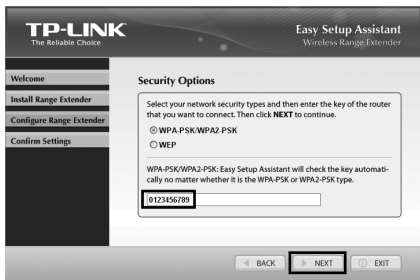 TP-LINK
The Reliable Choice
Easy Setup Assistant
Wireless Range Extender
Welcome
Install Range Extender
Configure Range Extender
Confirm Settings
Security Options
Select your network security types and then enter the key of the router
that you want to connect. Then click NEXT to continue.
WPA-PSK/WPA2-PSK
WEP
WPA-PSK/WPA2-PSK: Easy Setup Assistant will check the key automati-
cally no matter whether it is the WPA-PSK or WPA2-PSK type.
0123456789
BACK
NEXT
EXIT